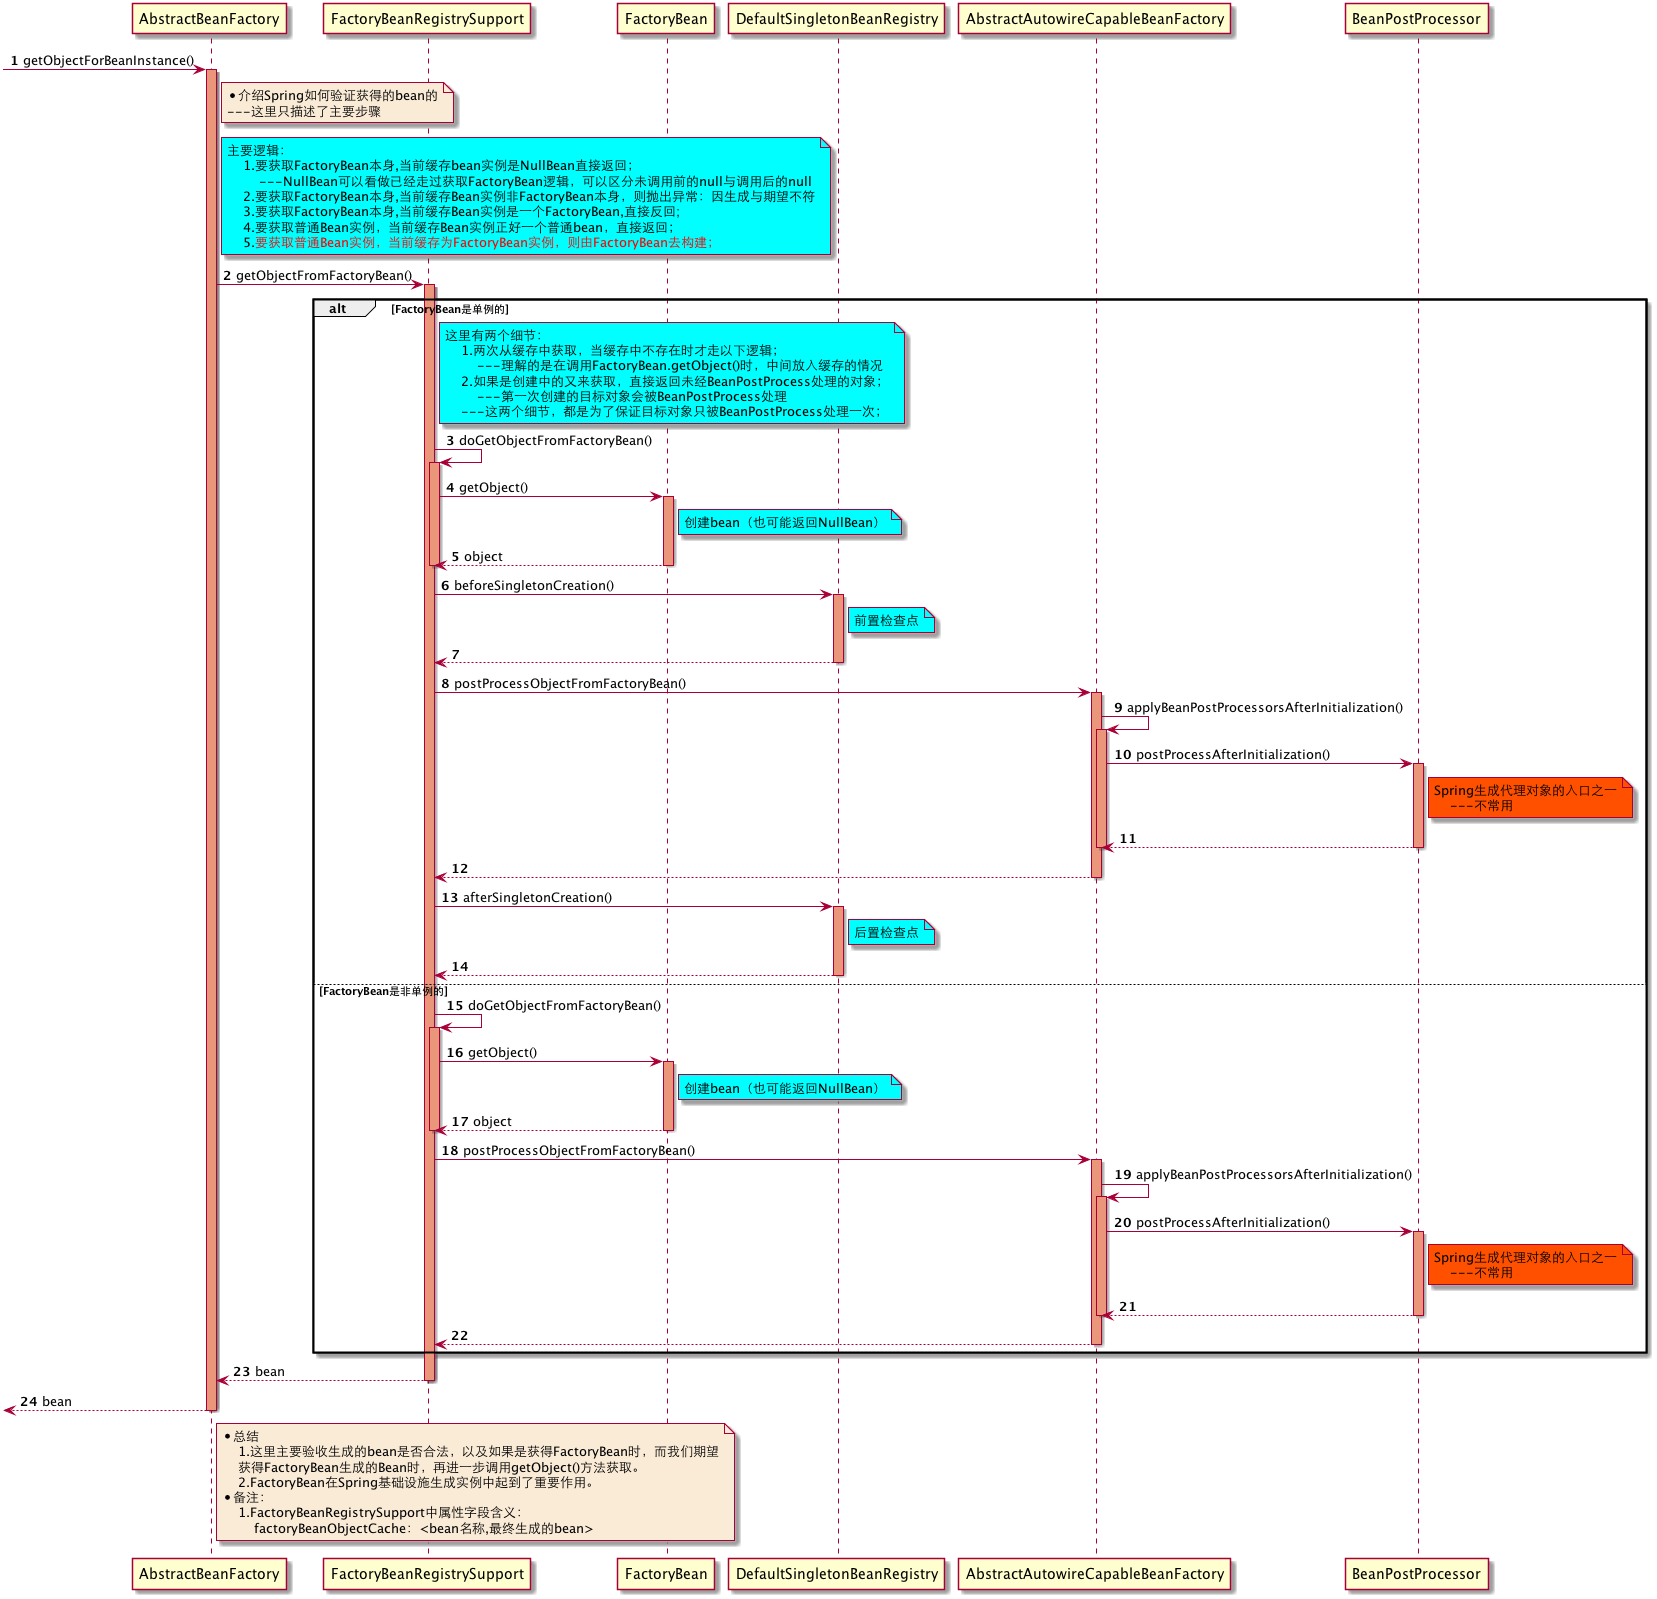 AbstractBeanFactory
FactoryBeanRegistrySupport
FactoryBean
DefaultSingletonBeanRegistry
AbstractAutowireCapableBeanFactory
BeanPostProcessor
1 getObjectForBeanInstance()
•介绍Spring如何验证获得的bean的
---这里只描述了主要步骤
主要逻辑：
1.要获取FactoryBean本身,当前缓存bean实例是NullBean直接返回；
---NullBean可以看做已经走过获取FactoryBean逻辑，可以区分未调用前的null与调用后的null
2.要获取FactoryBean本身,当前缓存Bean实例非FactoryBean本身，则抛出异常：因生成与期望不符
3.要获取FactoryBean本身,当前缓存Bean实例是一个FactoryBean,直接反回；
4.要获取普通Bean实例，当前缓存Bean实例正好一个普通bean，直接返回；
5.要获取普通Bean实例，当前缓存为FactoryBean实例，则由FactoryBean去构建；
2 getObjectFromFactoryBean()
alt [FactoryBean是单例的]
这里有两个细节：
1.两次从缓存中获取，当缓存中不存在时才走以下逻辑；
---理解的是在调用FactoryBean.getObject()时，中间放入缓存的情况
2.如果是创建中的又来获取，直接返回未经BeanPostProcess处理的对象；
---第一次创建的目标对象会被BeanPostProcess处理
---这两个细节，都是为了保证目标对象只被BeanPostProcess处理一次；
3 doGetObjectFromFactoryBean()
4 getObject()
创建bean（也可能返回NullBean）
5 object
6 beforeSingletonCreation()
前置检查点
7
8 postProcessObjectFromFactoryBean()
9 applyBeanPostProcessorsAfterInitialization()
10 postProcessAfterInitialization()
Spring生成代理对象的入口之一
---不常用
11
12
13 afterSingletonCreation()
后置检查点
14
[FactoryBean是非单例的]
15 doGetObjectFromFactoryBean()
16 getObject()
创建bean（也可能返回NullBean）
17 object
18 postProcessObjectFromFactoryBean()
19 applyBeanPostProcessorsAfterInitialization()
20 postProcessAfterInitialization()
Spring生成代理对象的入口之一
---不常用
21
22
23 bean
24 bean
•总结
1.这里主要验收生成的bean是否合法，以及如果是获得FactoryBean时，而我们期望
获得FactoryBean生成的Bean时，再进一步调用getObject()方法获取。
2.FactoryBean在Spring基础设施生成实例中起到了重要作用。
•备注：
1.FactoryBeanRegistrySupport中属性字段含义：
factoryBeanObjectCache：<bean名称,最终生成的bean>
AbstractBeanFactory
FactoryBeanRegistrySupport
FactoryBean
DefaultSingletonBeanRegistry
AbstractAutowireCapableBeanFactory
BeanPostProcessor